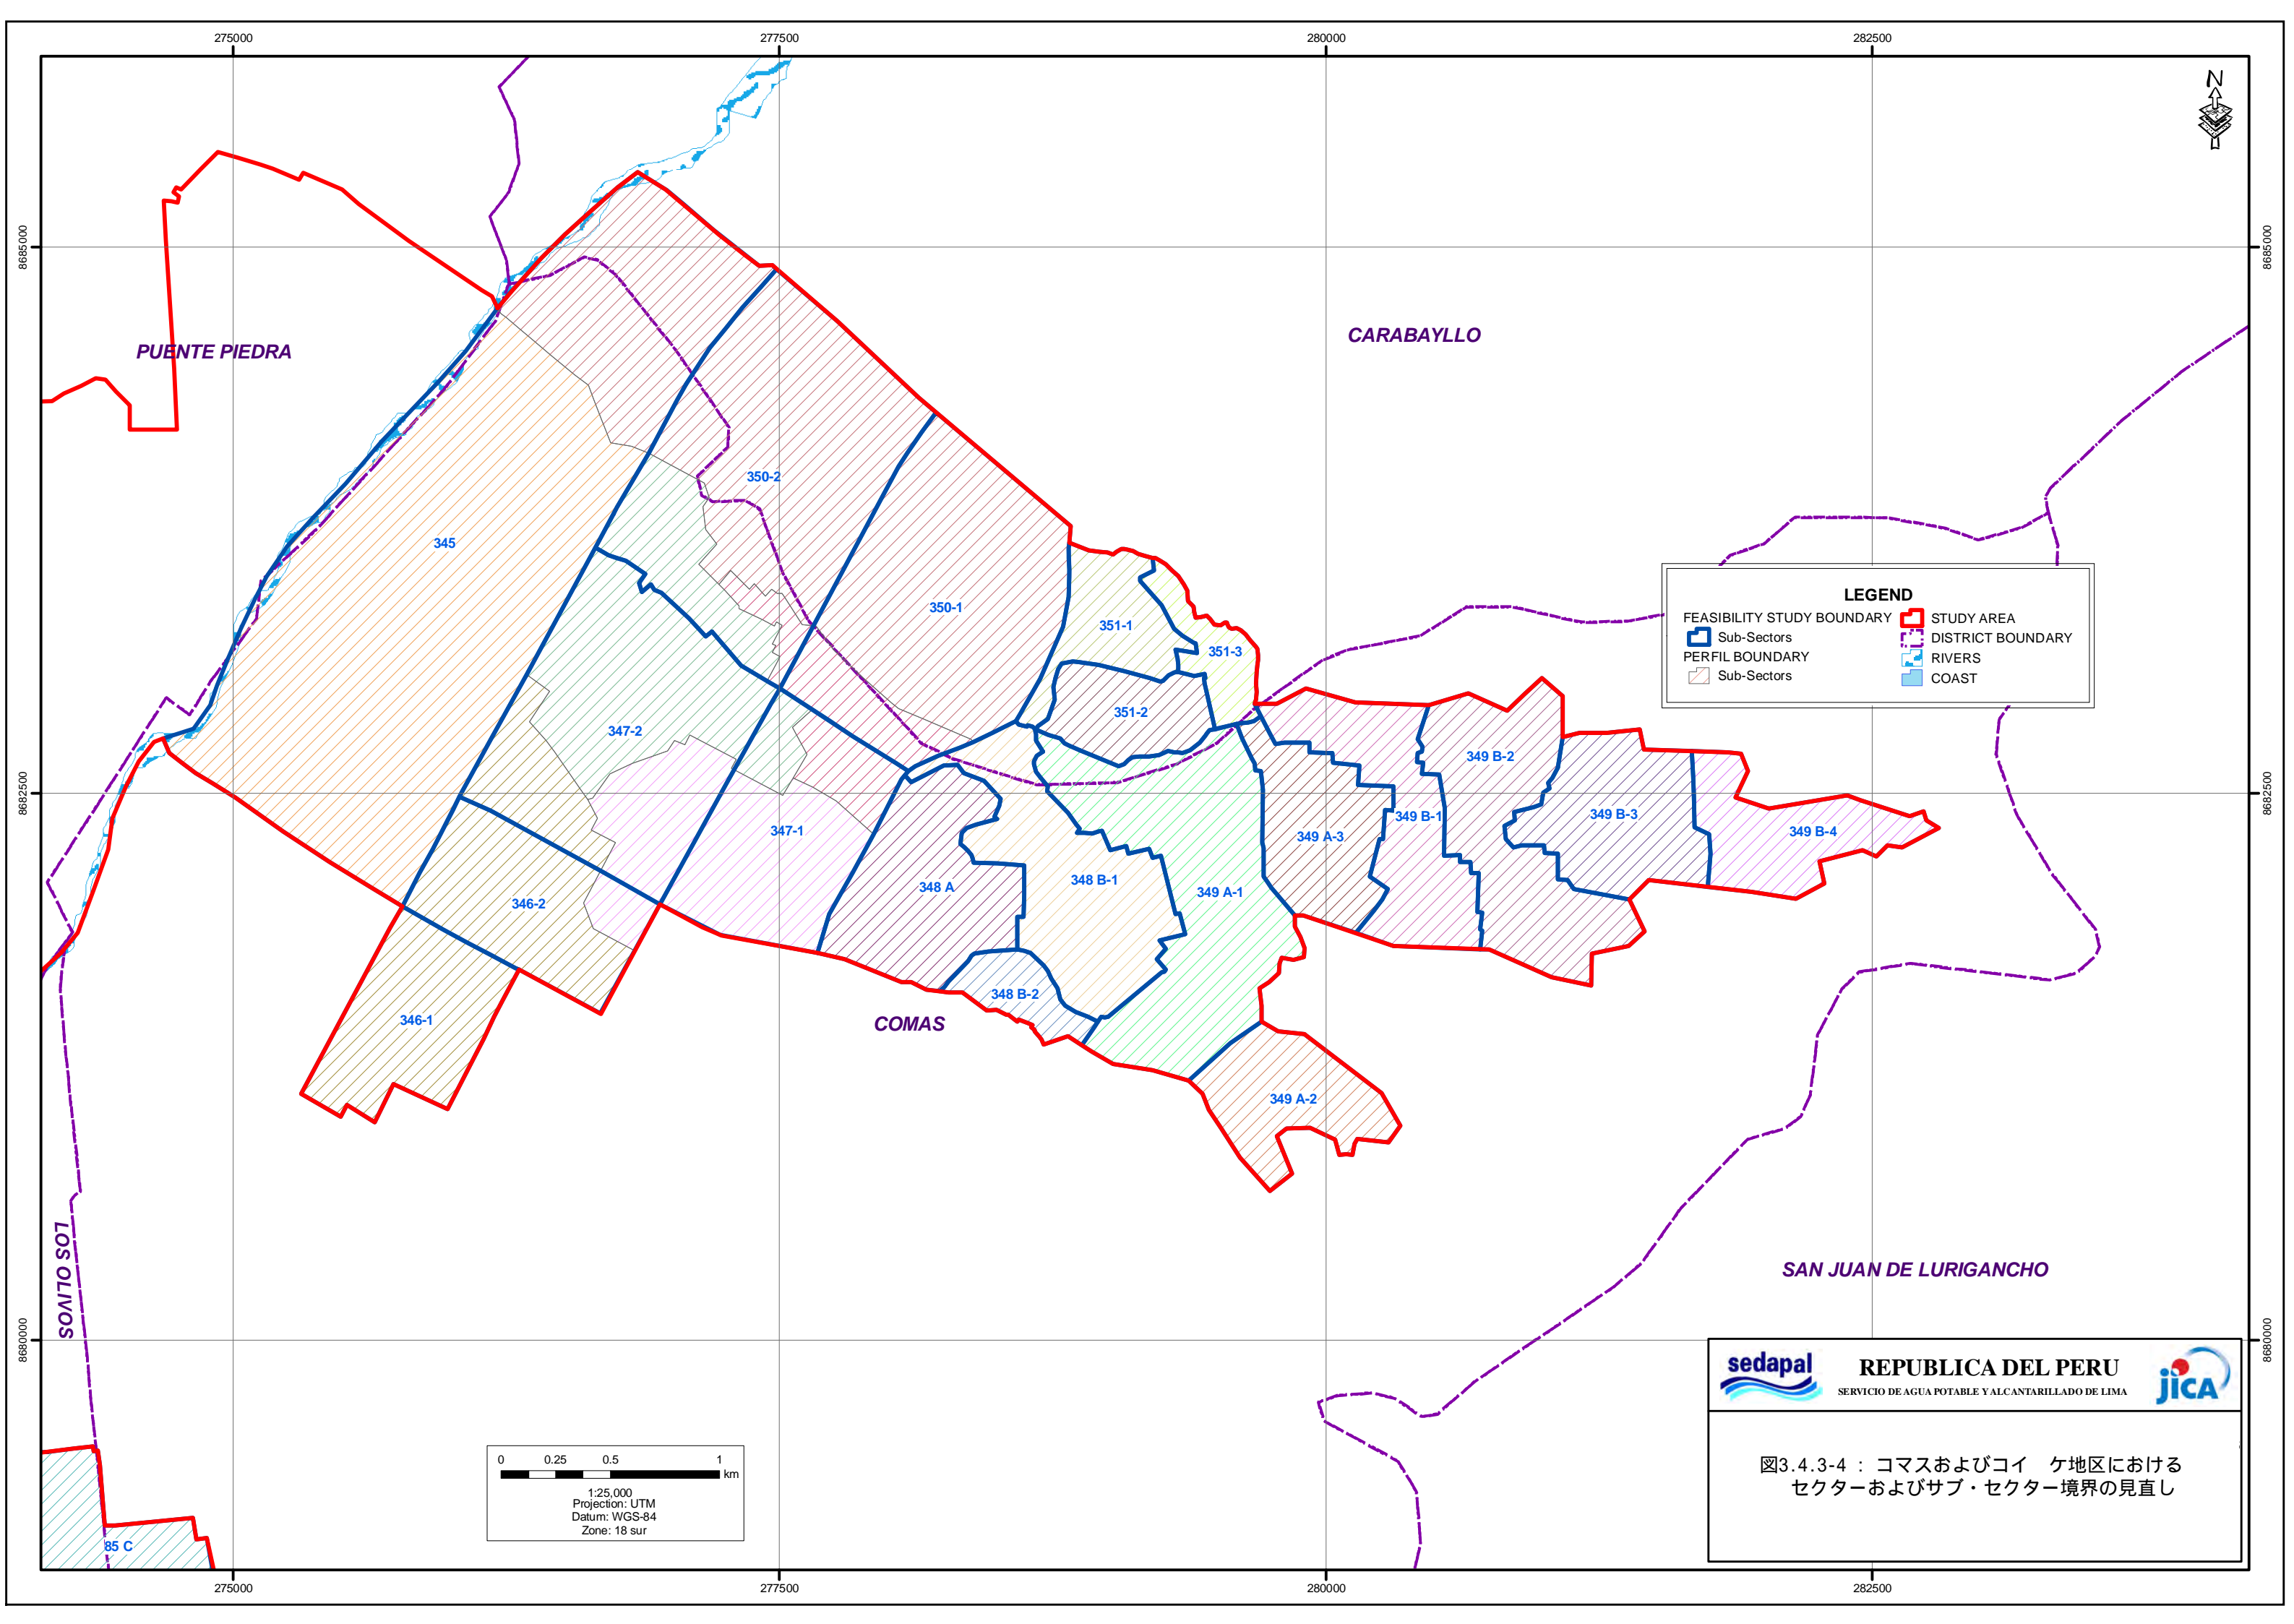 275000
277500
280000
282500
N
8685000
8685000
CARABAYLLO
PUENTE PIEDRA
350-2
345
LEGEND
FEASIBILITY STUDY BOUNDARY
Sub-Sectors
PERFIL BOUNDARY
Sub-Sectors
STUDY AREA
DISTRICT BOUNDARY
RIVERS
COAST
350-1
351-1
351-3
351-2
347-2
349 B-2
8682500
8682500
347-1
349 A-3
349 B-1
349 B-3
349 B-4
348 A
348 B-1
349 A-1
346-2
348 B-2
346-1
COMAS
349 A-2
LOS OLIVOS
SAN JUAN DE LURIGANCHO
8680000
8680000
sedapal
REPUBLICA DEL PERU
SERVICIO DE AGUA POTABLE Y ALCANTARILLADO DE LIMA
jICA
図3.4.3-4 : コマスおよびコイ ケ地区における
セクターおよびサブ・セクター境界の見直し
0 0.25 0.5 1
km
1:25,000
Projection: UTM
Datum: WGS-84
Zone: 18 sur
85 C
275000
277500
280000
282500